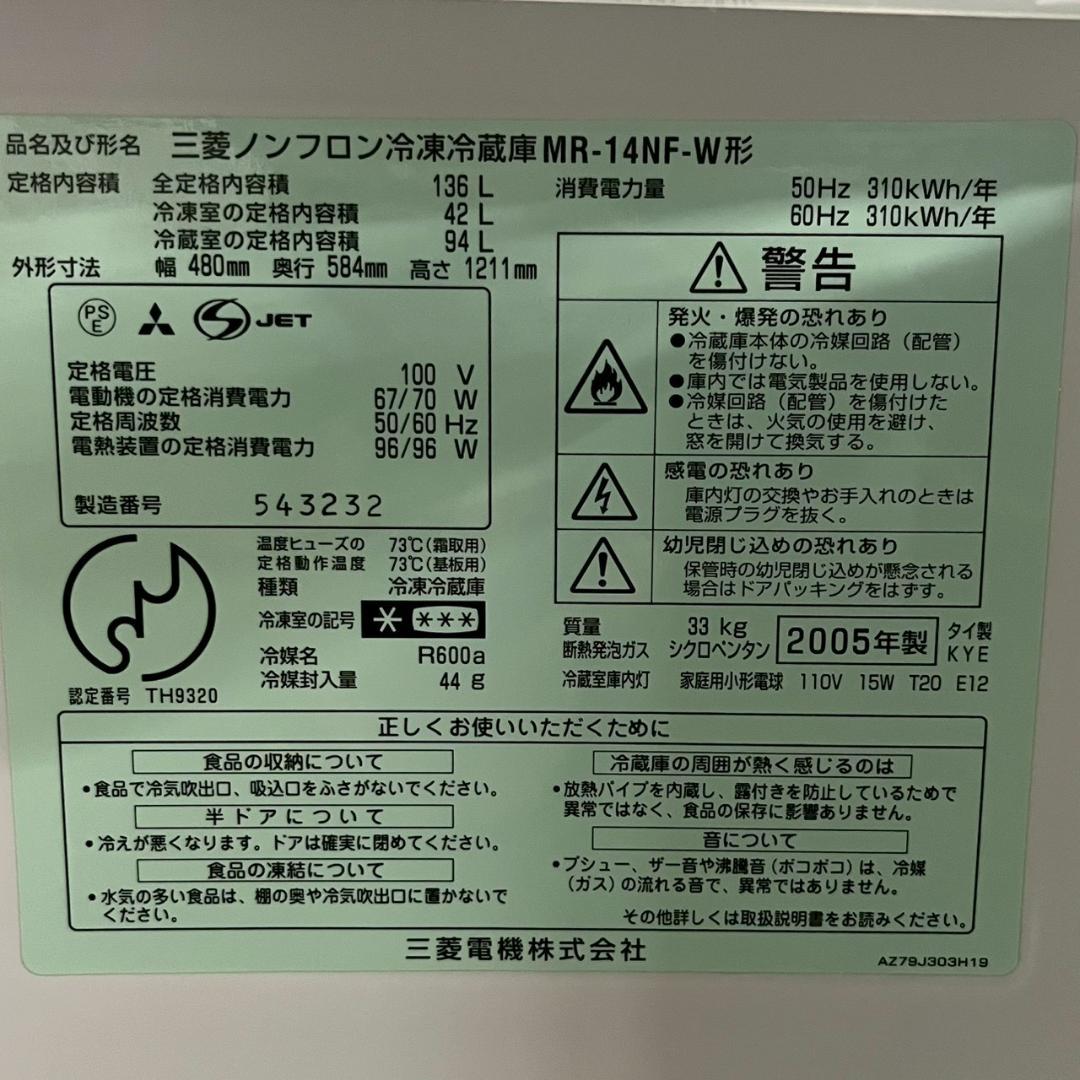 品名及び形名 三菱ノンフロン冷凍冷蔵庫MR-14NF-W形
定格内容積 全定格内容積 136 L
冷凍室の定格内容積 42 L
冷蔵室の定格内容積 94 L
外形寸法 幅 480mm 奥行 584mm 高さ 1211mm
消費電力量 50Hz 310kWh/年
60Hz 310kWh/年
PSE JET
定格電圧 100 V
電動機の定格消費電力 67/70 W
定格周波数 50/60 Hz
電熱装置の定格消費電力 96/96 W
製造番号 543232
警告
発火・爆発の恐れあり
●冷蔵庫本体の冷媒回路（配管）
を傷付けない。
●庫内では電気製品を使用しない。
●冷媒回路（配管）を傷付けた
ときは、火気の使用を避け、
窓を開けて換気する。
感電の恐れあり
庫内灯の交換やお手入れのときは
電源プラグを抜く。
幼児閉じ込めの恐れあり
保管時の幼児閉じ込めが懸念される
場合はドアパッキングをはずす。
温度ヒューズの 73℃(霜取用)
定格動作温度 73℃(基板用)
種類 冷凍冷蔵庫
冷凍室の記号 * ***
冷媒名 R600a
冷媒封入量 44 g
認定番号 TH9320
質量 33 kg
断熱発泡ガス シクロペンタン
2005年製
タイ製
KYE
冷蔵室庫内灯 家庭用小形電球 110V 15W T20 E12
正しくお使いいただくために
食品の収納について
・食品で冷気吹出口、吸込口をふさがないでください。
半ドアについて
・冷えが悪くなります。ドアは確実に閉めてください。
食品の凍結について
・水気の多い食品は、棚の奥や冷気吹出口に置かないで
ください。
冷蔵庫の周囲が熱く感じるのは
・放熱パイプを内蔵し、露付きを防止しているためで
異常ではなく、食品の保存に影響ありません。
音について
・プシュー、ザー音や沸騰音(ボコボコ)は、冷媒
(ガス)の流れる音で、異常ではありません。
その他詳しくは取扱説明書をお読みください。
三菱電機株式会社
AZ79J303H19